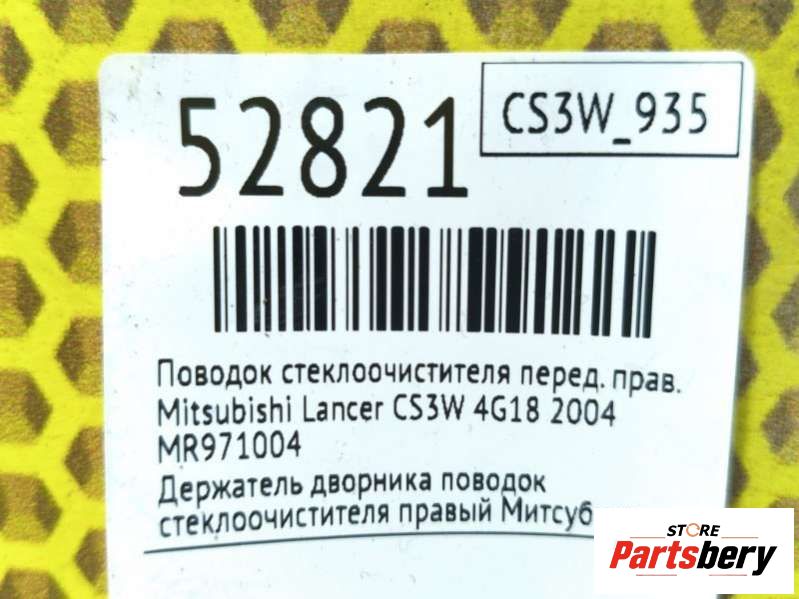 52821
CS3W_935
Поводок стеклоочистителя перед. прав.
Mitsubishi Lancer CS3W 4G18 2004
MR971004
Держатель дворника поводок
стеклоочистителя правый
STORE
Partsbery